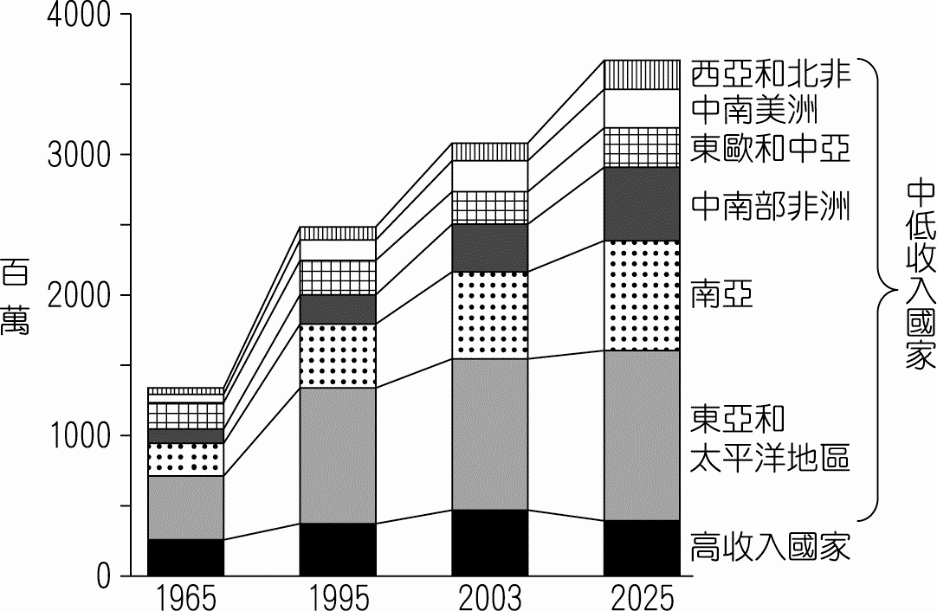 4000
3000
2000
1000
0
百萬
1965
1995
2003
2025
西亞和北非
中南美洲
東歐和中亞
中南部非洲
南亞
東亞和
太平洋地區
高收入國家
中低收入國家